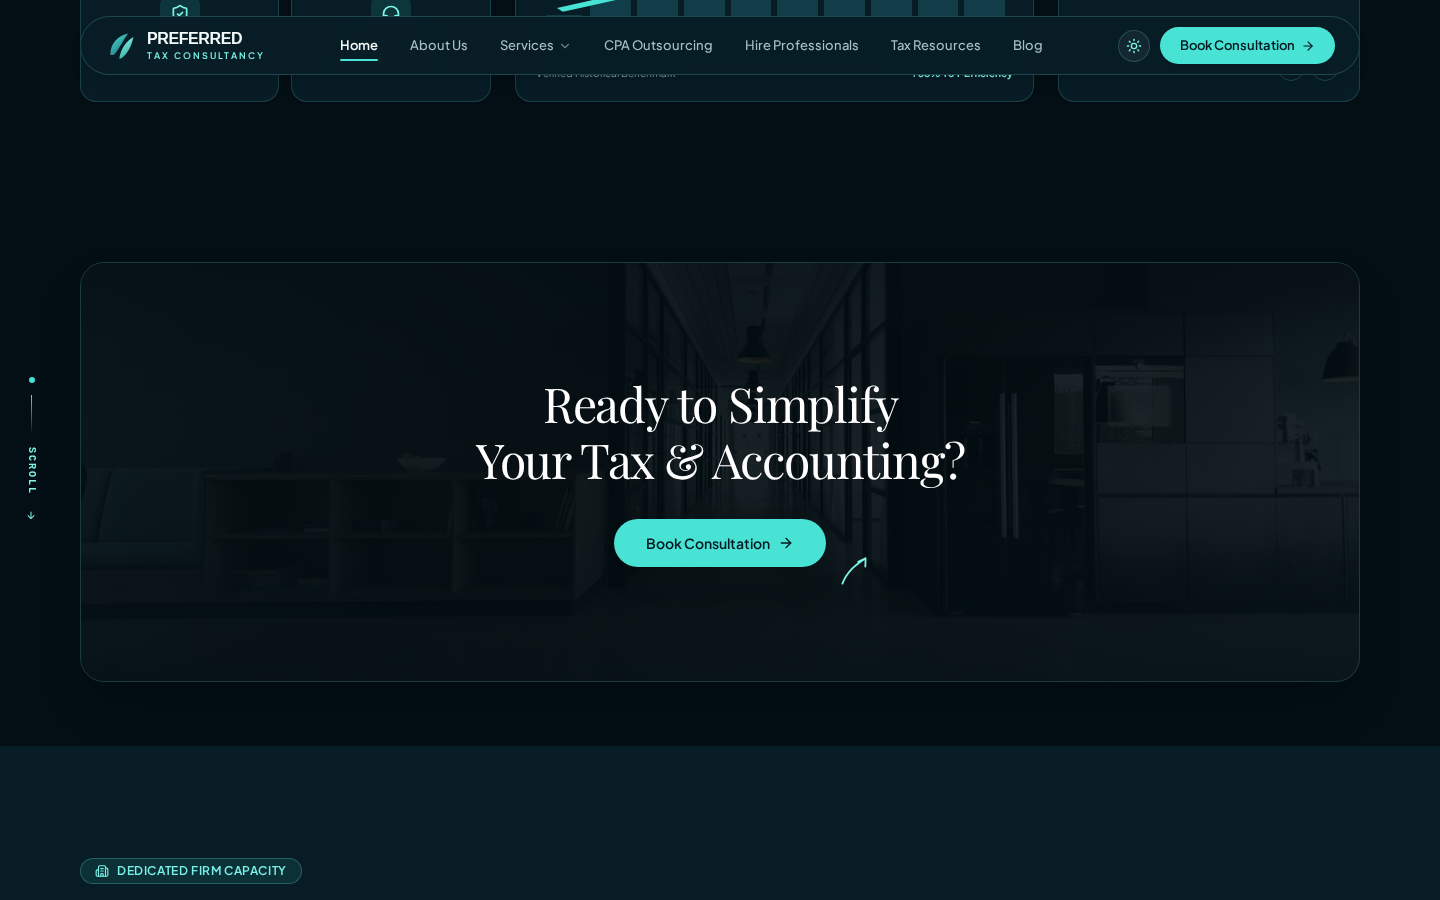 PREFERRED
TAX CONSULTANCY
Home
About Us
Services
CPA Outsourcing
Hire Professionals
Tax Resources
Blog
Book Consultation
Ready to Simplify
Your Tax & Accounting?
Book Consultation
SCROLL
DEDICATED FIRM CAPACITY